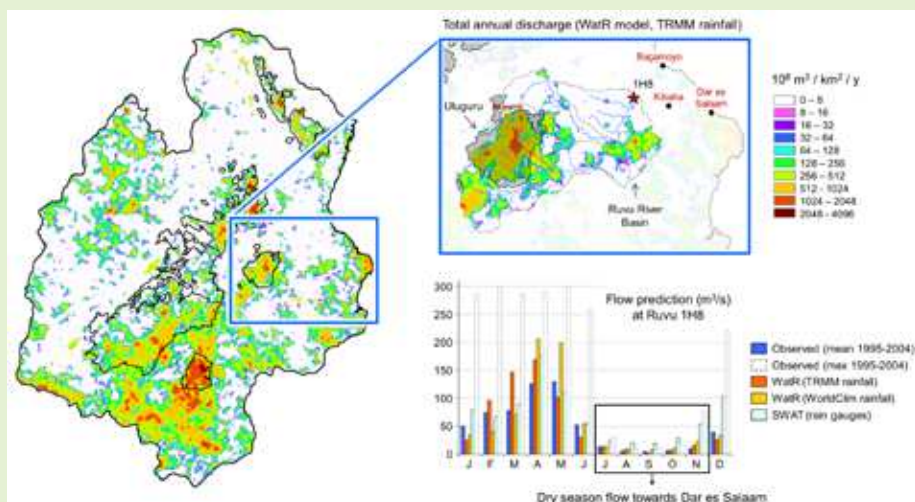 Total annual discharge (WatR model, TRMM rainfall)
Bagamoyo
1H8
Kibaha
Dar es
Salaam
Uluguru
Ruvu River
Basin
10⁶ m³ / km² / y
0 – 8
8 – 16
16 – 32
32 – 64
64 – 128
128 – 256
256 – 512
512 - 1024
1024 – 2048
2048 - 4096
Flow prediction (m³/s)
at Ruvu 1H8
300
250
200
150
100
50
0
J F M A M J J A S O N D
Observed (mean 1995-2004)
Observed (max 1995-2004)
WatR (TRMM rainfall)
WatR (WorldClim rainfall)
SWAT (rain gauges)
Dry season flow towards Dar es Salaam